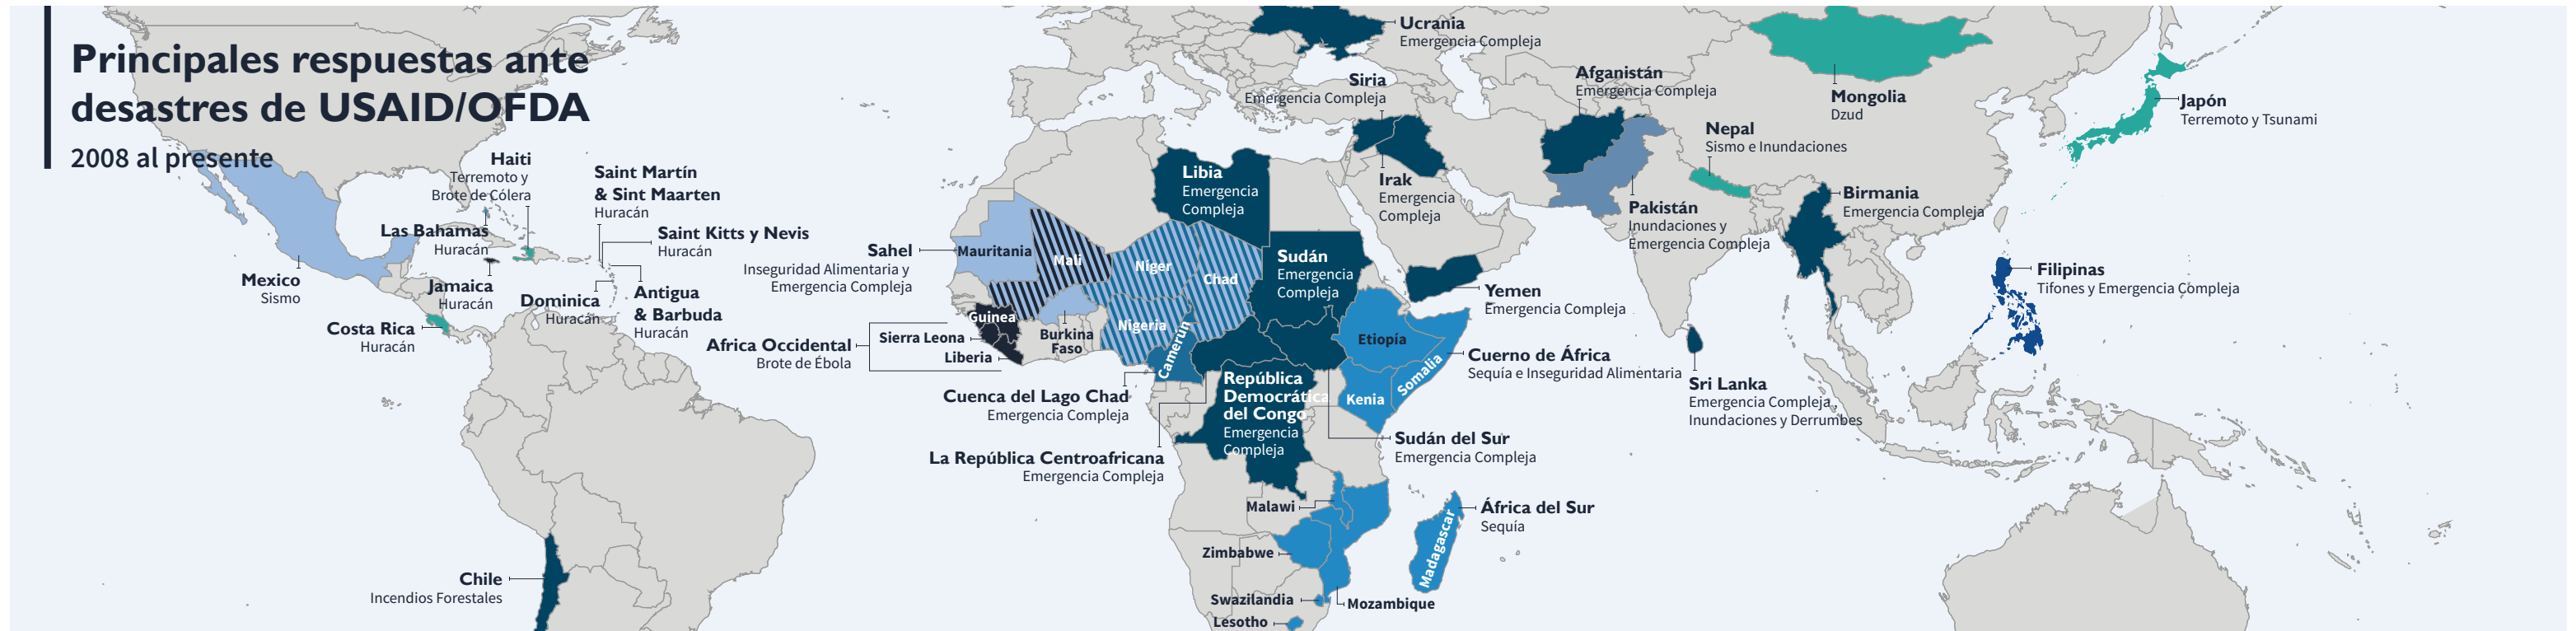 Principales respuestas ante
desastres de USAID/OFDA
2008 al presente
Mexico
Sismo
Haiti
Terremoto y
Brote de Cólera
Las Bahamas
Huracán
Jamaica
Huracán
Costa Rica
Huracán
Saint Martín
& Sint Maarten
Huracán
Saint Kitts y Nevis
Huracán
Dominica
Huracán
Antigua
& Barbuda
Huracán
Chile
Incendios Forestales
Sahel
Inseguridad Alimentaria y
Emergencia Compleja
Mauritania
Mali
Níger
Chad
Nigeria
Burkina
Faso
Camerún
Guinea
Sierra Leona
Liberia
Africa Occidental
Brote de Ébola
Cuenca del Lago Chad
Emergencia Compleja
La República Centroafricana
Emergencia Compleja
Libia
Emergencia
Compleja
Sudán
Emergencia
Compleja
República
Democrática
del Congo
Emergencia
Compleja
Etiopía
Somalia
Kenia
Cuerno de África
Sequía e Inseguridad Alimentaria
Sudán del Sur
Emergencia Compleja
Malawi
Zimbabwe
Swazilandia
Lesotho
Mozambique
Madagascar
África del Sur
Sequía
Ucrania
Emergencia Compleja
Siria
Emergencia Compleja
Irak
Emergencia
Compleja
Yemen
Emergencia Compleja
Afganistán
Emergencia Compleja
Pakistán
Inundaciones y
Emergencia Compleja
Nepal
Sismo e Inundaciones
Mongolia
Dzud
Japón
Terremoto y Tsunami
Birmania
Emergencia Compleja
Filipinas
Tifones y Emergencia Compleja
Sri Lanka
Emergencia Compleja,
Inundaciones y Derrumbes